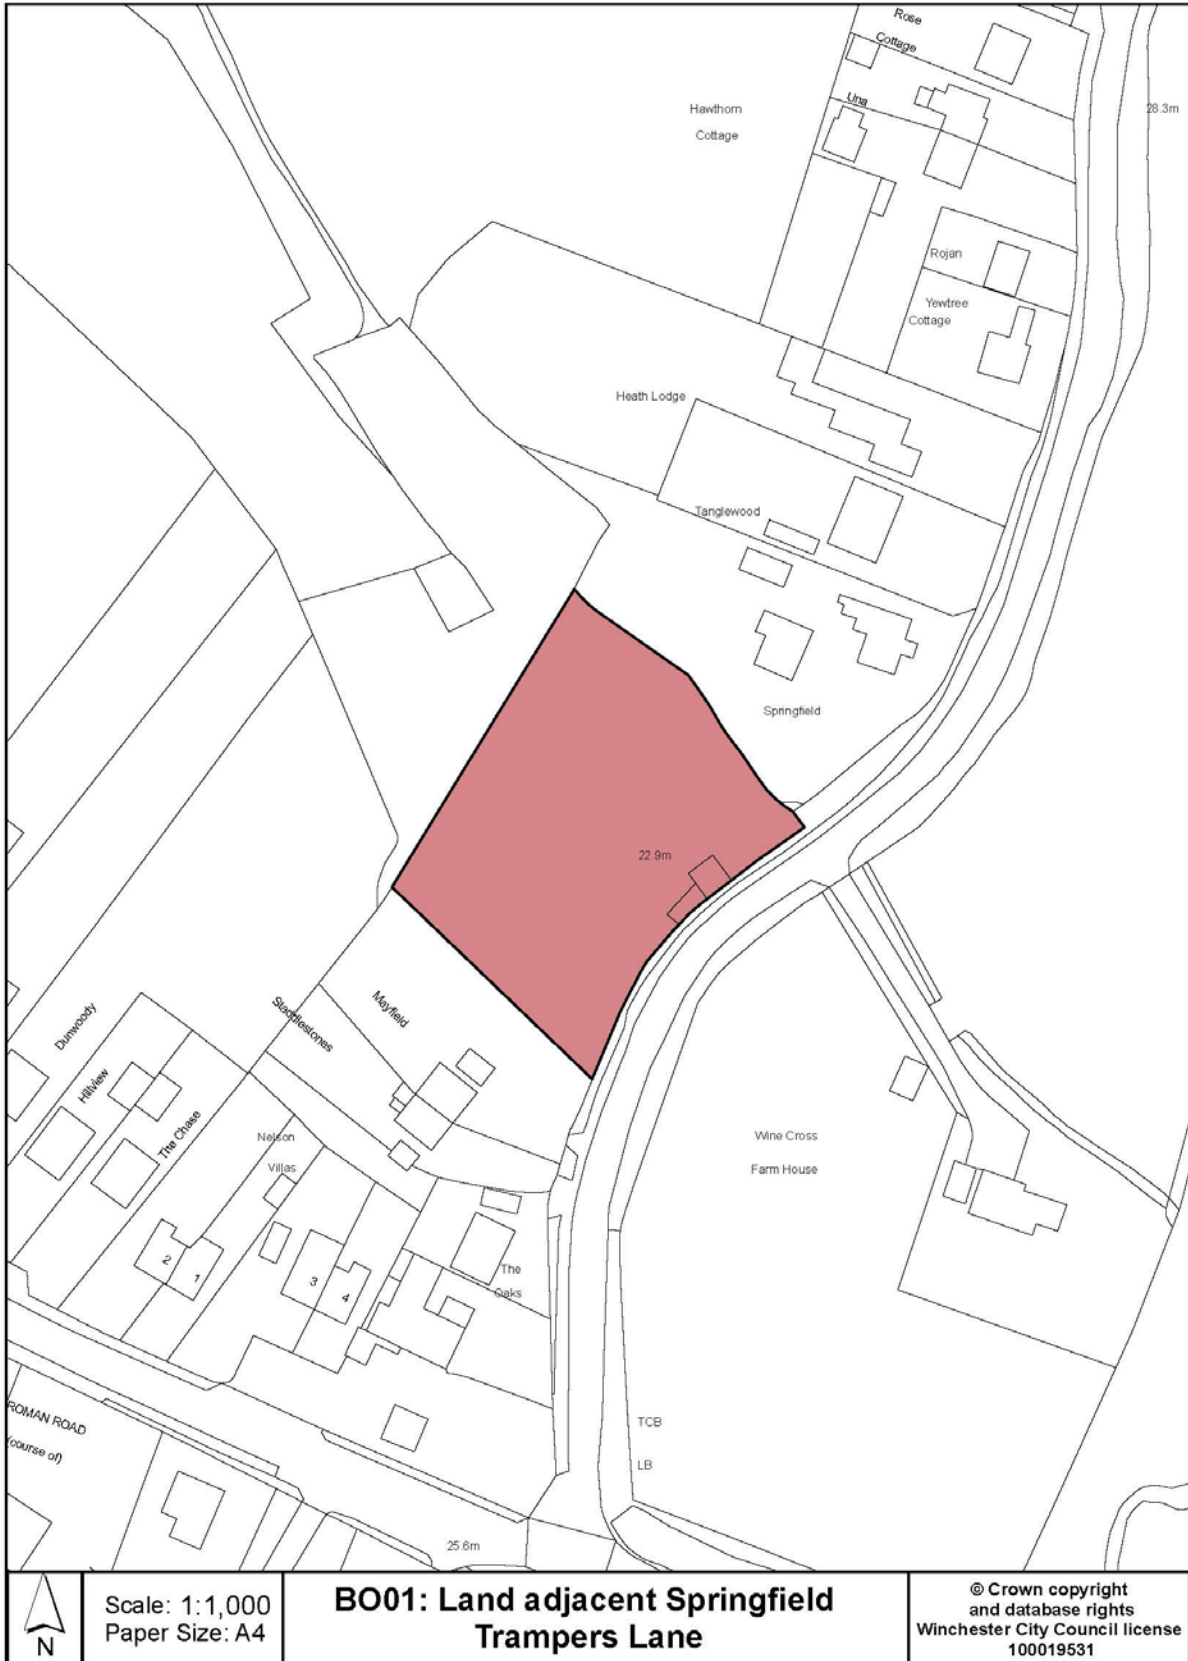 Rose
Cottage
Hawthorn
Cottage
Una
28.3m
Rojan
Yewtree
Cottage
Heath Lodge
Tanglewood
Springfield
22.9m
Mayfield
Staddlestones
Dunwoody
Hillview
The Chase
Nelson
Villas
Wine Cross
Farm House
2
1
3
4
The
Oaks
TCB
LB
ROMAN ROAD
(course of)
25.6m
N
Scale: 1:1,000
Paper Size: A4
BO01: Land adjacent Springfield
Trampers Lane
© Crown copyright
and database rights
Winchester City Council license
100019531